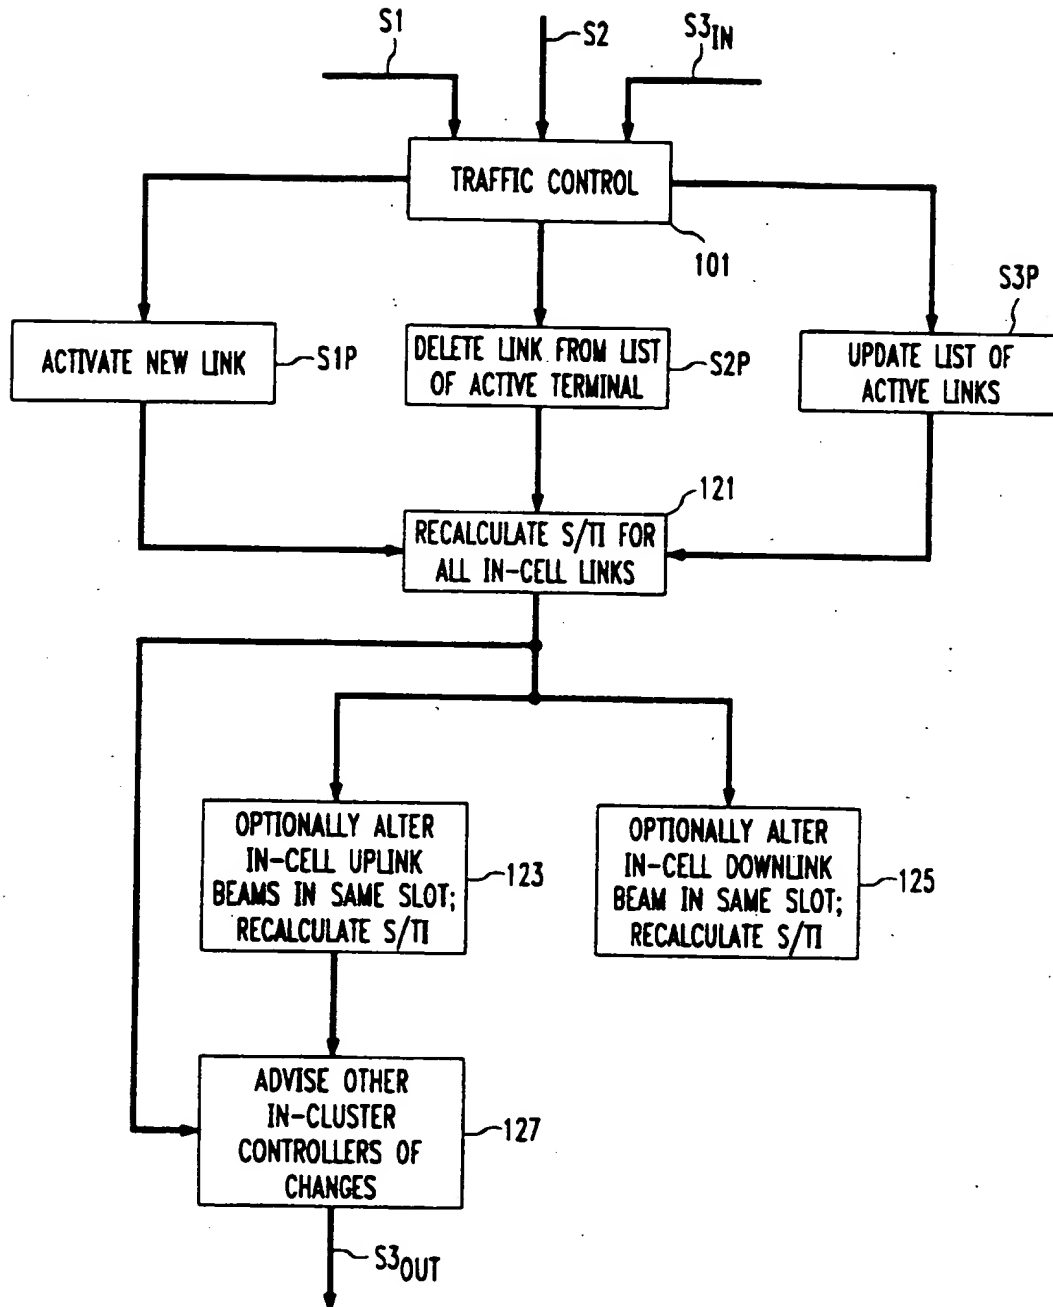 S1
S2
S3IN
TRAFFIC CONTROL
101
S3P
ACTIVATE NEW LINK
S1P
DELETE LINK FROM LIST
OF ACTIVE TERMINAL
S2P
UPDATE LIST OF
ACTIVE LINKS
121
RECALCULATE S/TI FOR
ALL IN-CELL LINKS
OPTIONALLY ALTER
IN-CELL UPLINK
BEAMS IN SAME SLOT;
RECALCULATE S/TI
123
OPTIONALLY ALTER
IN-CELL DOWNLINK
BEAM IN SAME SLOT;
RECALCULATE S/TI
125
ADVISE OTHER
IN-CLUSTER
CONTROLLERS OF
CHANGES
127
S3OUT